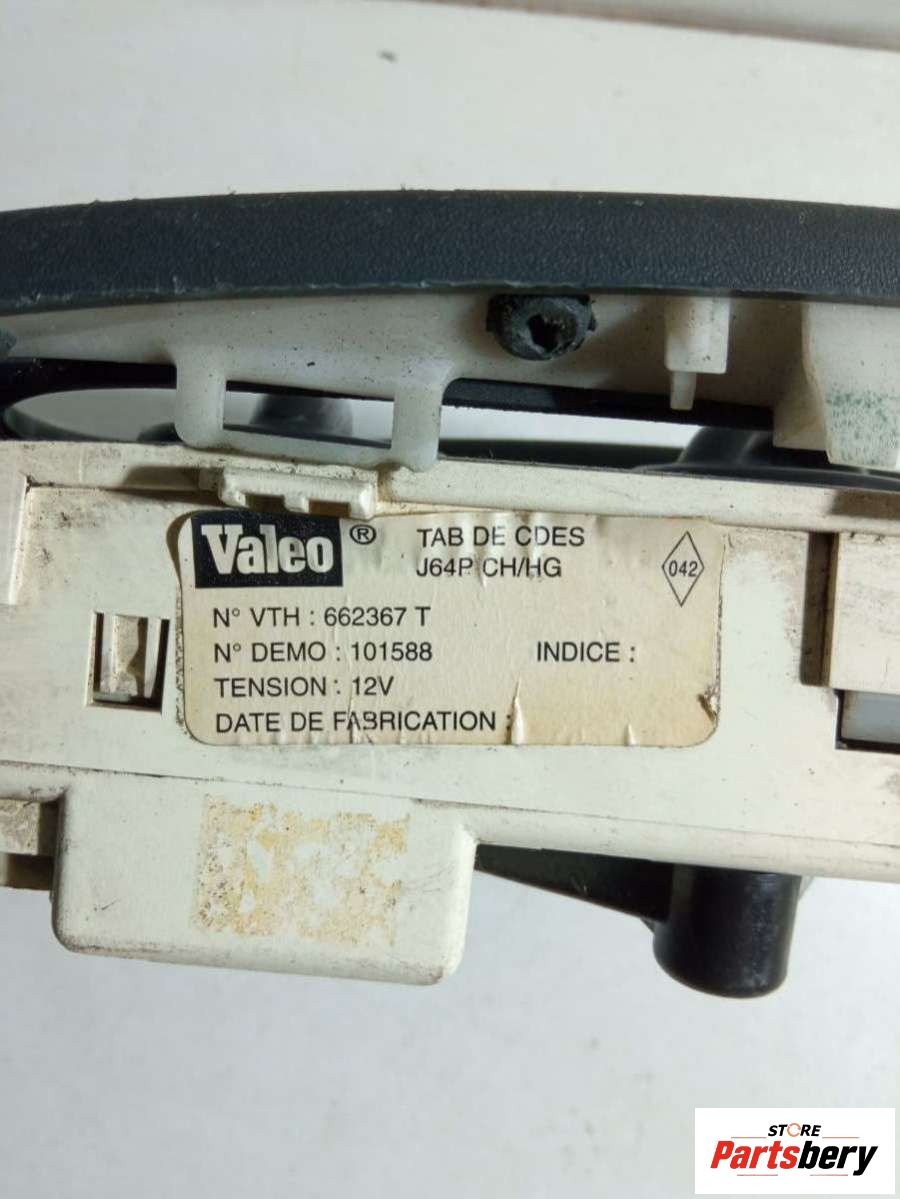 Valeo ® TAB DE CDES
J64P CH/HG
042
N° VTH : 662367 T
N° DEMO : 101588 INDICE :
TENSION : 12V
DATE DE FABRICATION :
STORE
Partsbery